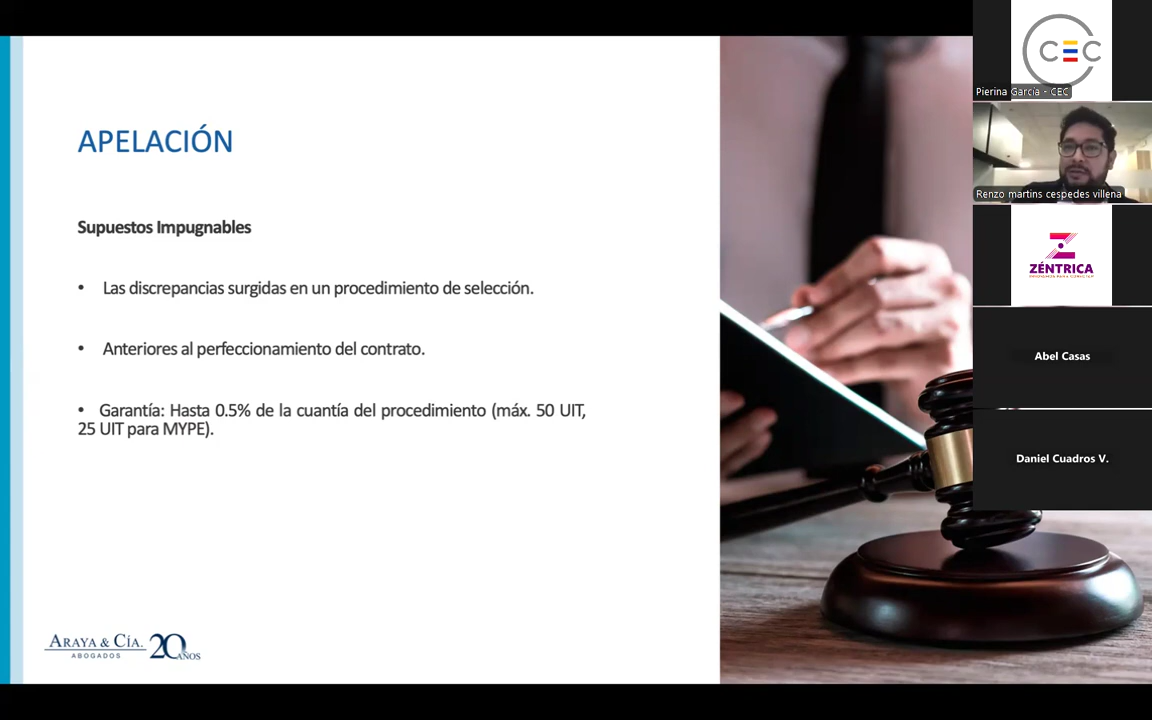 APELACIÓN
Supuestos Impugnables
• Las discrepancias surgidas en un procedimiento de selección.
• Anteriores al perfeccionamiento del contrato.
• Garantía: Hasta 0.5% de la cuantía del procedimiento (máx. 50 UIT,
25 UIT para MYPE).
ARAYA & CÍA. 20
ABOGADOS AÑOS
CEC
Pierina García - CEC
Renzo martins cespedes villena
ZÉNTRICA
Abel Casas
Daniel Cuadros V.